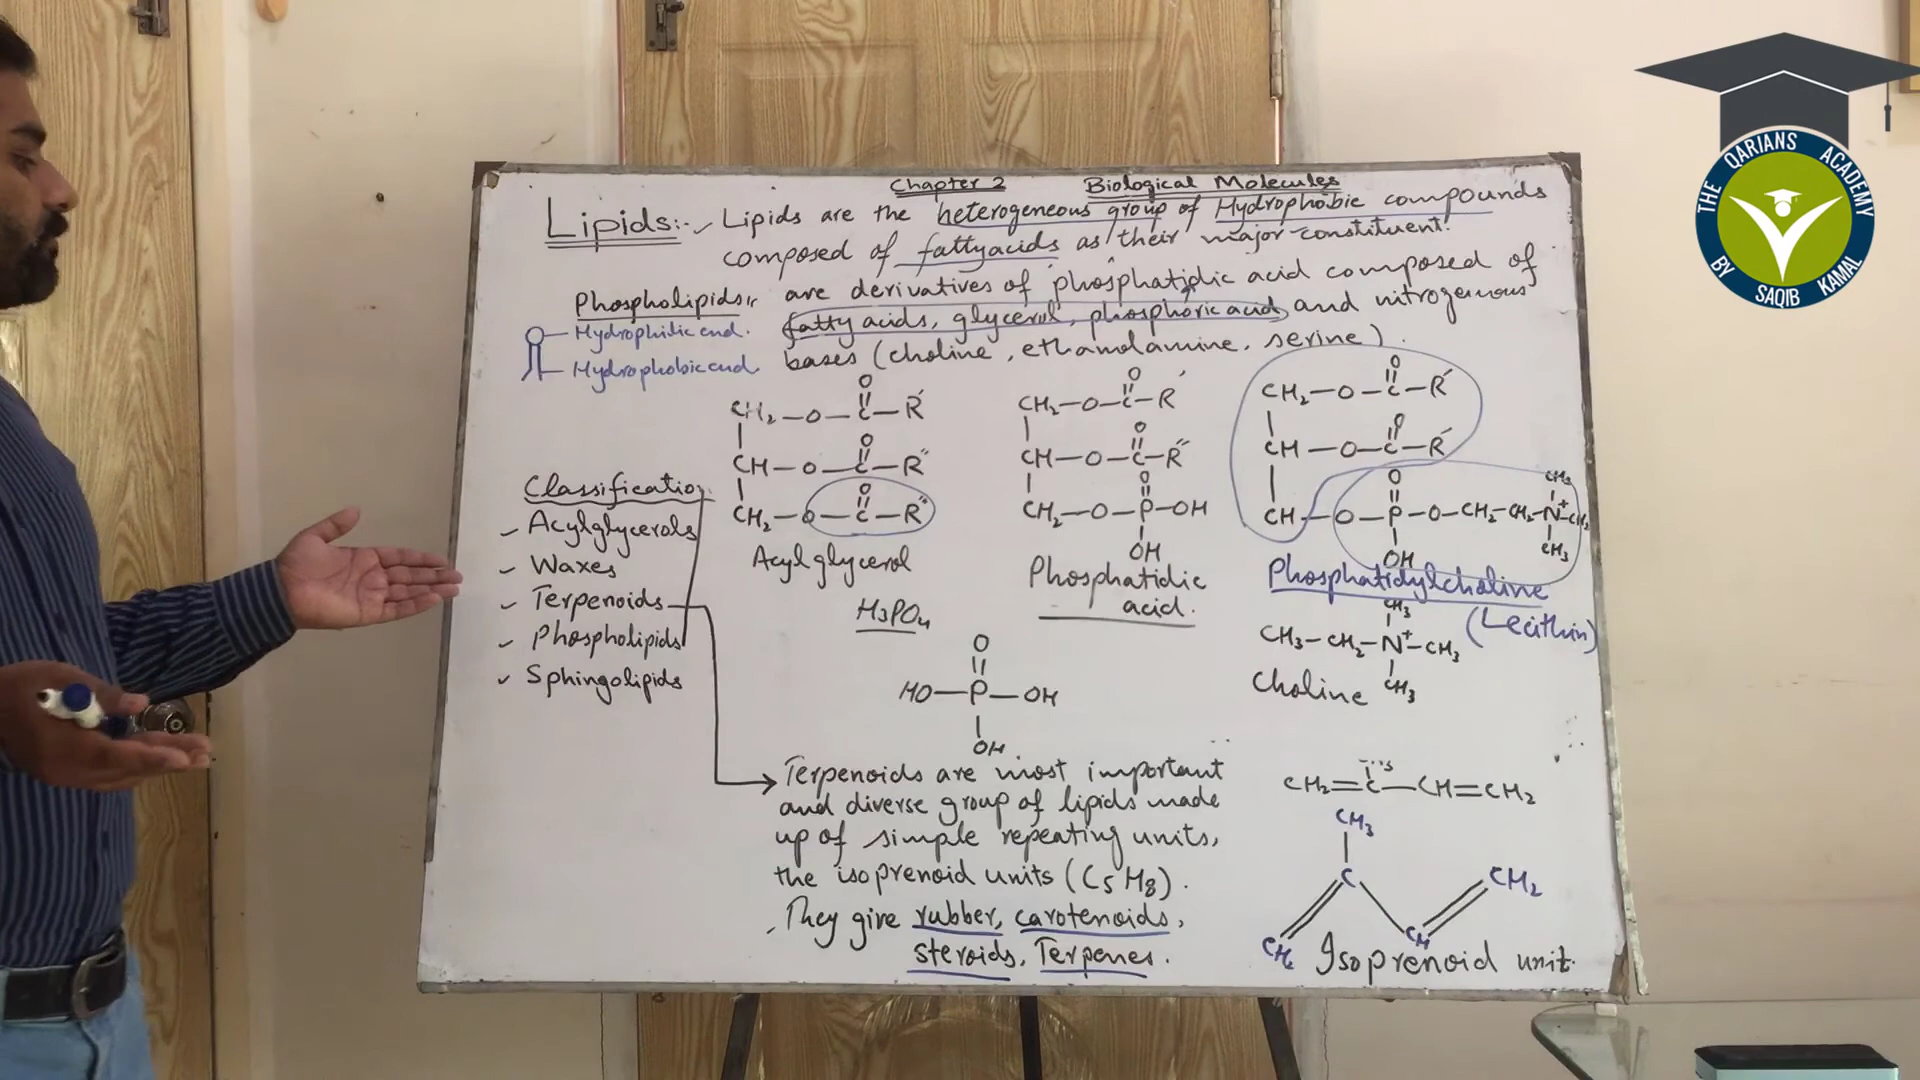 Chapter 2 Biological Molecules
Lipids:- Lipids are the heterogeneous group of Hydrophobic compounds
composed of fattyacids as their major constituent.
Phospholipids:- are derivatives of phosphatidic acid composed of
fatty acids, glycerol, phosphoric acid and nitrogenous
bases (choline, ethanolamine, serine).
Hydrophilic end.
Hydrophobic end.
CH2-O-C-R'
O
CH-O-C-R''
O
CH2-O-C-R''
O
Acylglycerol
CH2-O-C-R'
O
CH-O-C-R''
O
CH2-O-P-OH
O
OH
Phosphatidic
acid.
CH2-O-C-R'
O
CH-O-C-R'
O
CH-O-P-O-CH2-CH2-N+-CH3
O
OH
CH3
CH3
Phosphatidylcholine
(Lecithin)
Classification
Acylglycerols
Waxes
Terpenoids
Phospholipids
Sphingolipids
H3PO4
O
HO-P-OH
OH
CH3
CH3-CH2-N+-CH3
CH3
Choline
Terpenoids are most important
and diverse group of lipids made
up of simple repeating units,
the isoprenoid units (C5H8).
They give rubber, carotenoids,
steroids, Terpenes.
CH2=C-CH=CH2
CH3
C
CH2
CH
CH2
Isoprenoid unit.
THE QARIANS ACADEMY
BY SAQIB KAMAL